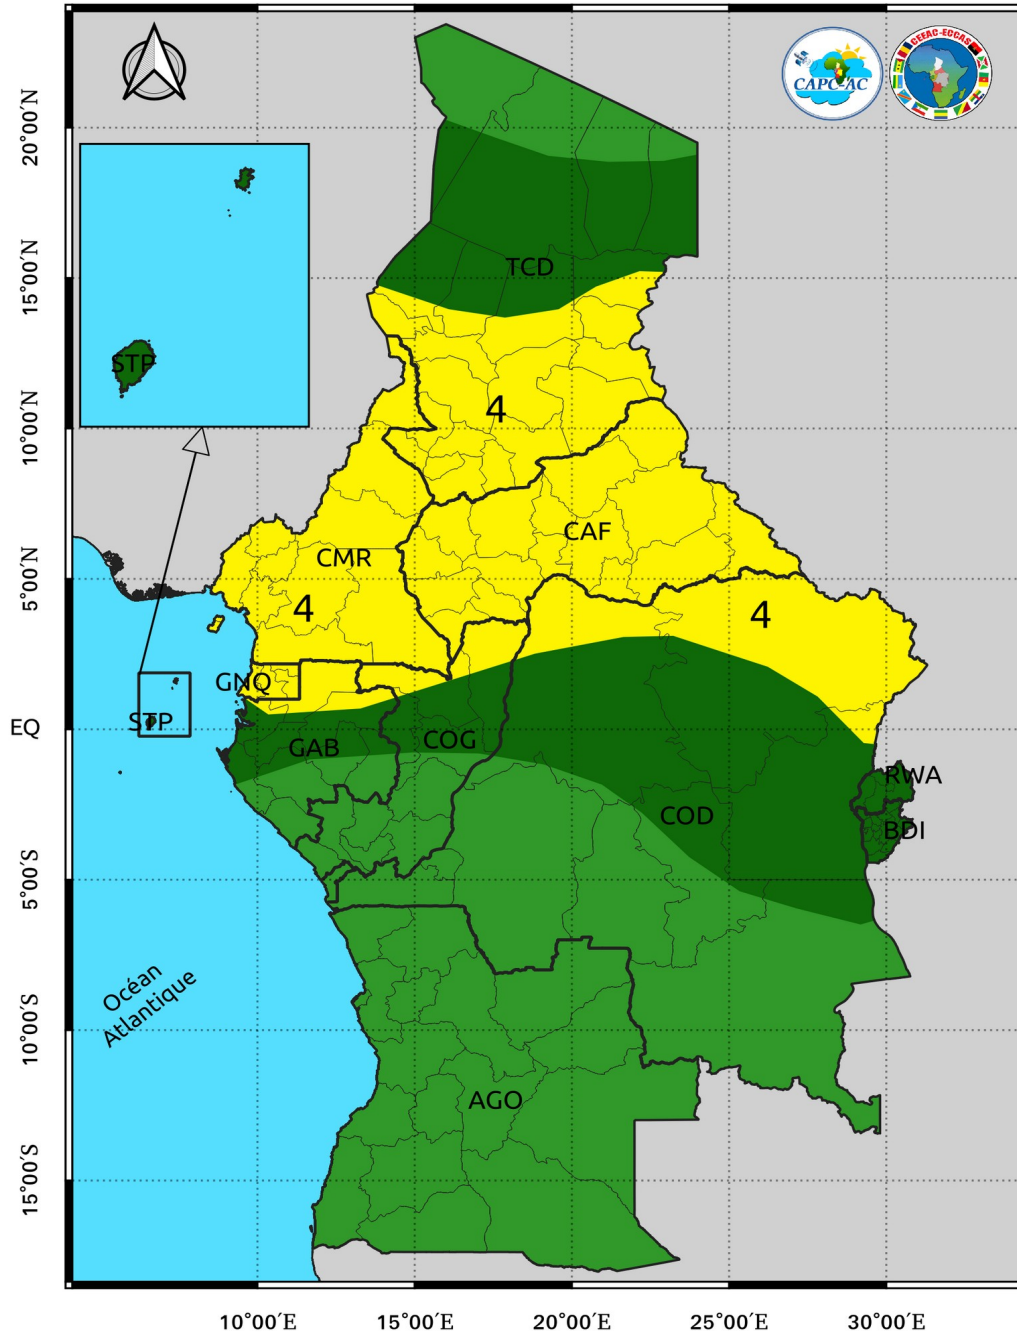 CAPC-AC
CEEAC-ECCAS
20°00′N
15°00′N
10°00′N
5°00′N
EQ
5°00′S
10°00′S
15°00′S
STP
TCD
4
CAF
CMR
4
4
GNQ
STP
GAB
COG
RWA
COD
BDI
Océan
Atlantique
AGO
10°00′E
15°00′E
20°00′E
25°00′E
30°00′E